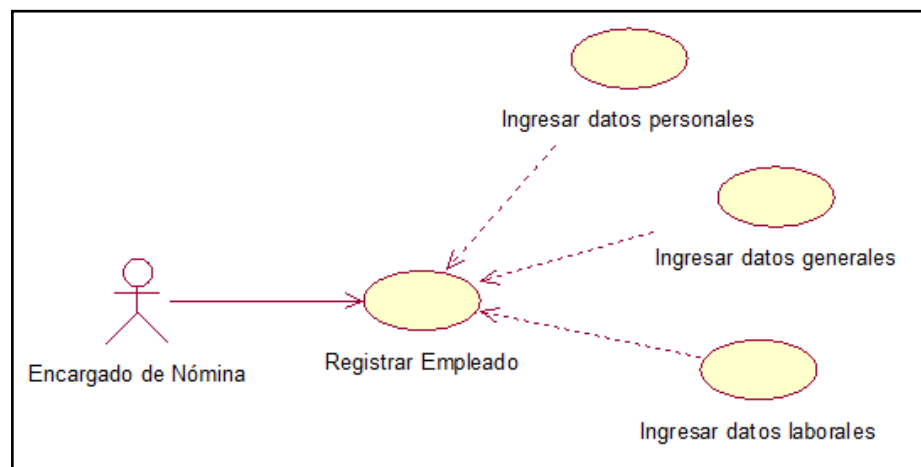 Ingresar datos personales
Ingresar datos generales
Encargado de Nómina
Registrar Empleado
Ingresar datos laborales